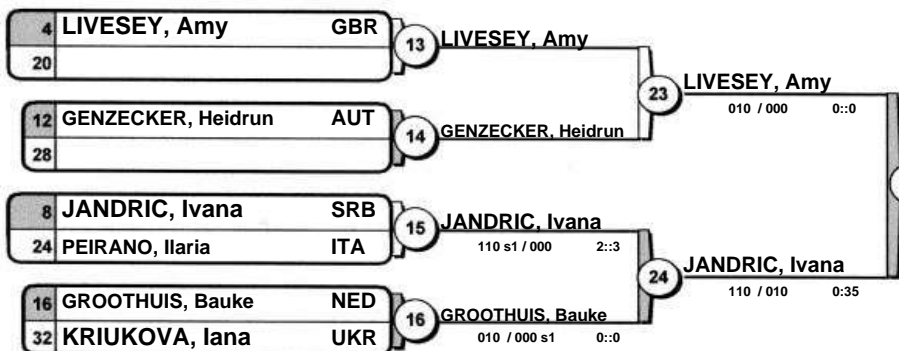 4 LIVESEY, Amy GBR
20
13 LIVESEY, Amy
23 LIVESEY, Amy
010 / 000 0::0
12 GENZECKER, Heidrun AUT
28
14 GENZECKER, Heidrun
8 JANDRIC, Ivana SRB
24 PEIRANO, Ilaria ITA
15 JANDRIC, Ivana
110 s1 / 000 2::3
24 JANDRIC, Ivana
110 / 010 0:35
16 GROOTHUIS, Bauke NED
32 KRIUKOVA, Iana UKR
16 GROOTHUIS, Bauke
010 / 000 s1 0::0